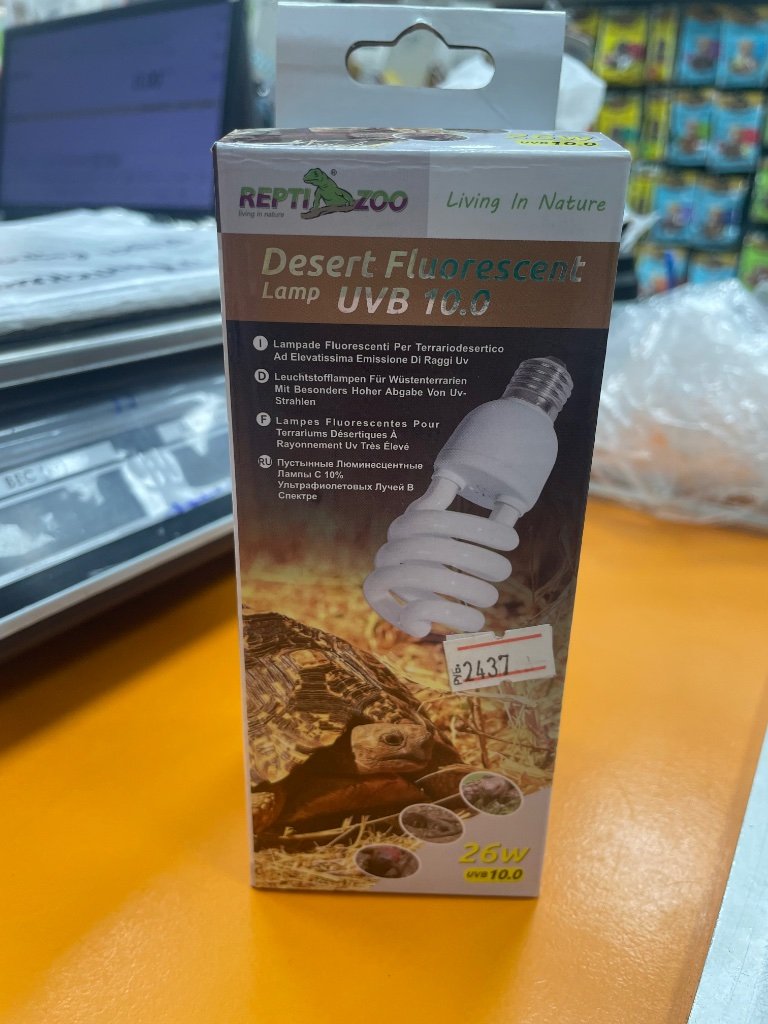 UVB 10.0
REPTI ZOO
living in nature
Living In Nature
Desert Fluorescent
Lamp UVB 10.0
I Lampade Fluorescenti Per Terrariodesertico
Ad Elevatissima Emissione Di Raggi Uv
D Leuchtstofflampen Für Wüstenterrarien
Mit Besonders Hoher Abgabe Von Uv-
Strahlen
F Lampes Fluorescentes Pour
Terrariums Désertiques À
Rayonnement Uv Très Élevé
RU Пустынные Люминесцентные
Лампы С 10%
Ультрафиолетовых Лучей В
Спектре
РУБ. 2437
26w
UVB 10.0